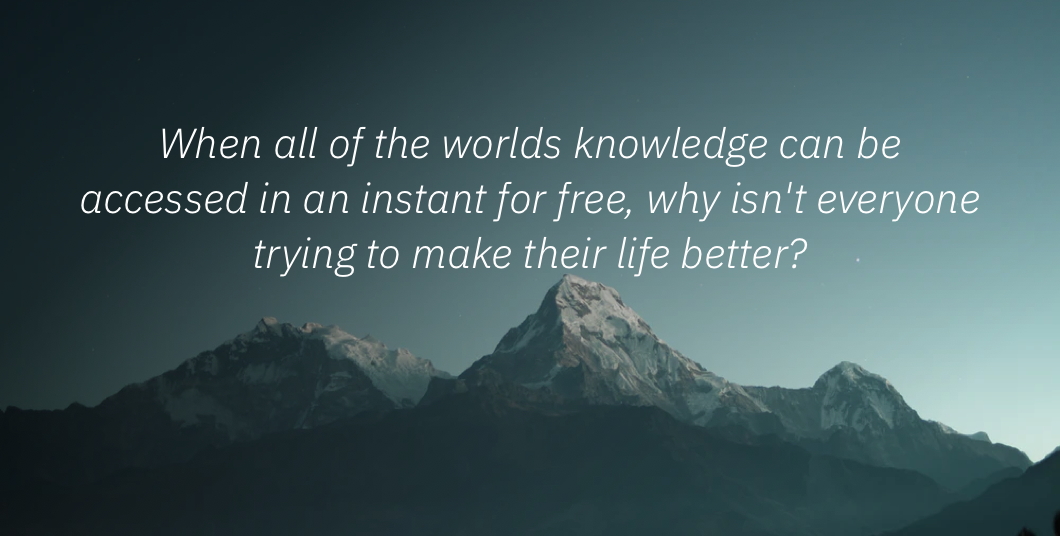 When all of the worlds knowledge can be
accessed in an instant for free, why isn't everyone
trying to make their life better?